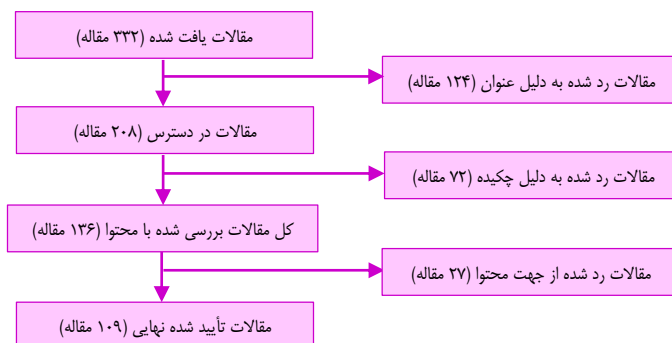 مقالات یافت شده (۳۳۲ مقاله)
مقالات رد شده به دلیل عنوان (۱۲۴ مقاله)
مقالات در دسترس (۲۰۸ مقاله)
مقالات رد شده به دلیل چکیده (۷۲ مقاله)
کل مقالات بررسی شده با محتوا (۱۳۶ مقاله)
مقالات رد شده از جهت محتوا (۲۷ مقاله)
مقالات تأیید شده نهایی (۱۰۹ مقاله)